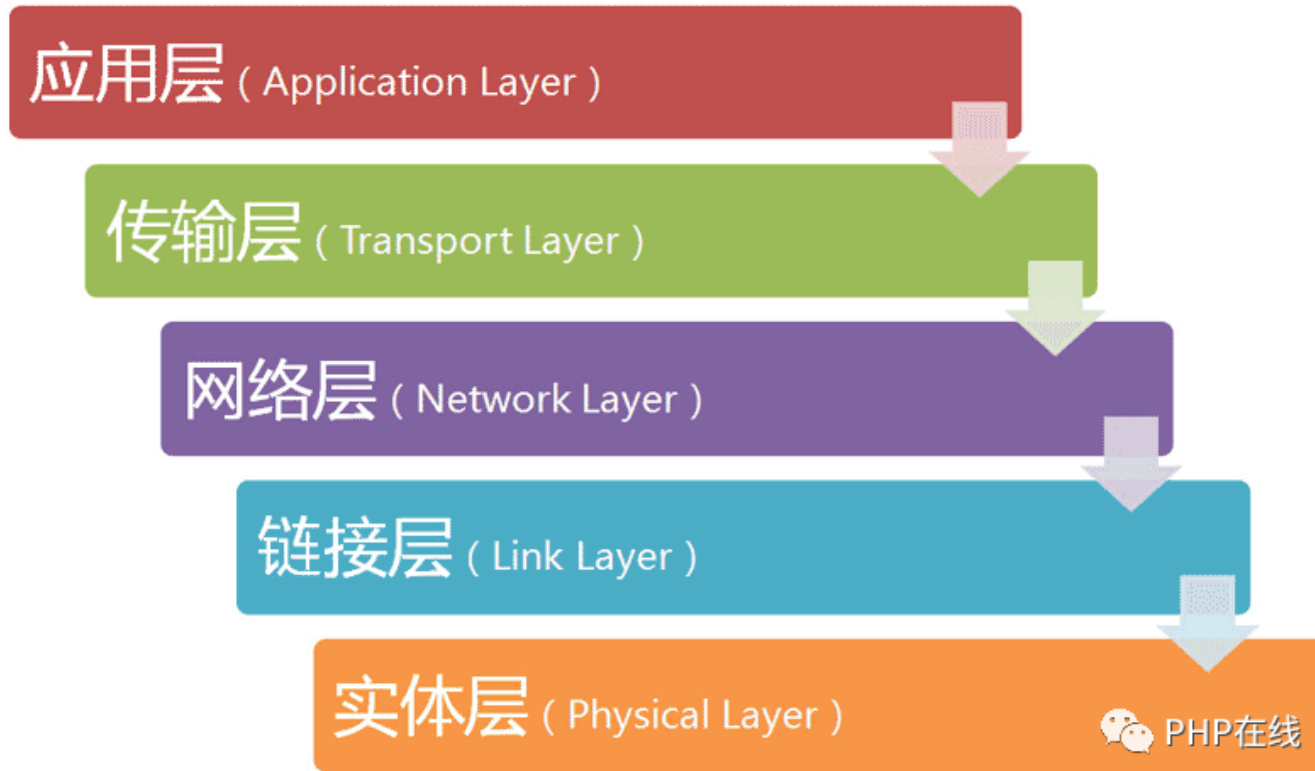 应用层（Application Layer）
传输层（Transport Layer）
网络层（Network Layer）
链接层（Link Layer）
实体层（Physical Layer）
PHP在线